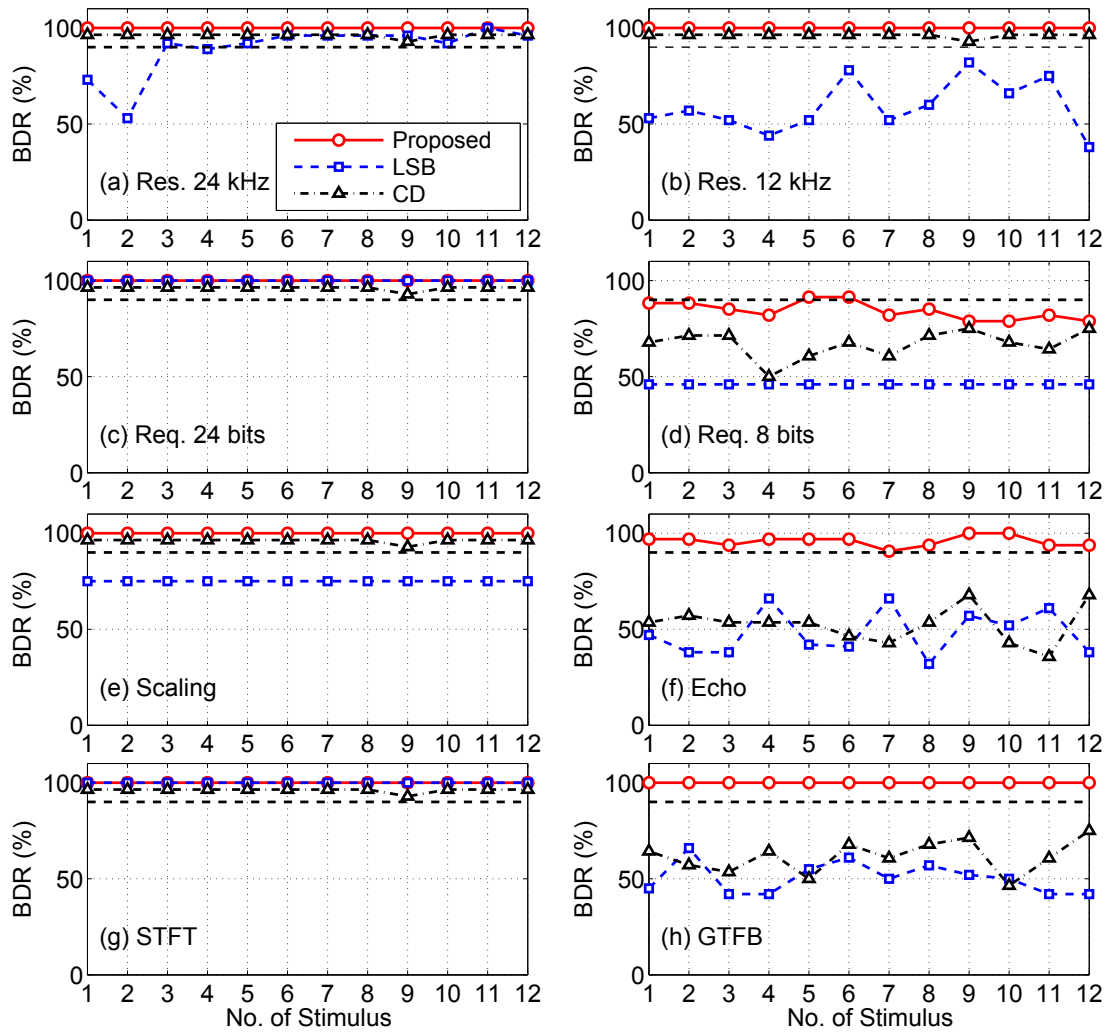 100
50
0
BDR (%)
Proposed
LSB
CD
(a) Res. 24 kHz
1 2 3 4 5 6 7 8 9 10 11 12
100
50
0
BDR (%)
(b) Res. 12 kHz
1 2 3 4 5 6 7 8 9 10 11 12
100
50
0
BDR (%)
(c) Req. 24 bits
1 2 3 4 5 6 7 8 9 10 11 12
100
50
0
BDR (%)
(d) Req. 8 bits
1 2 3 4 5 6 7 8 9 10 11 12
100
50
0
BDR (%)
(e) Scaling
1 2 3 4 5 6 7 8 9 10 11 12
100
50
0
BDR (%)
(f) Echo
1 2 3 4 5 6 7 8 9 10 11 12
100
50
0
BDR (%)
(g) STFT
1 2 3 4 5 6 7 8 9 10 11 12
No. of Stimulus
100
50
0
BDR (%)
(h) GTFB
1 2 3 4 5 6 7 8 9 10 11 12
No. of Stimulus